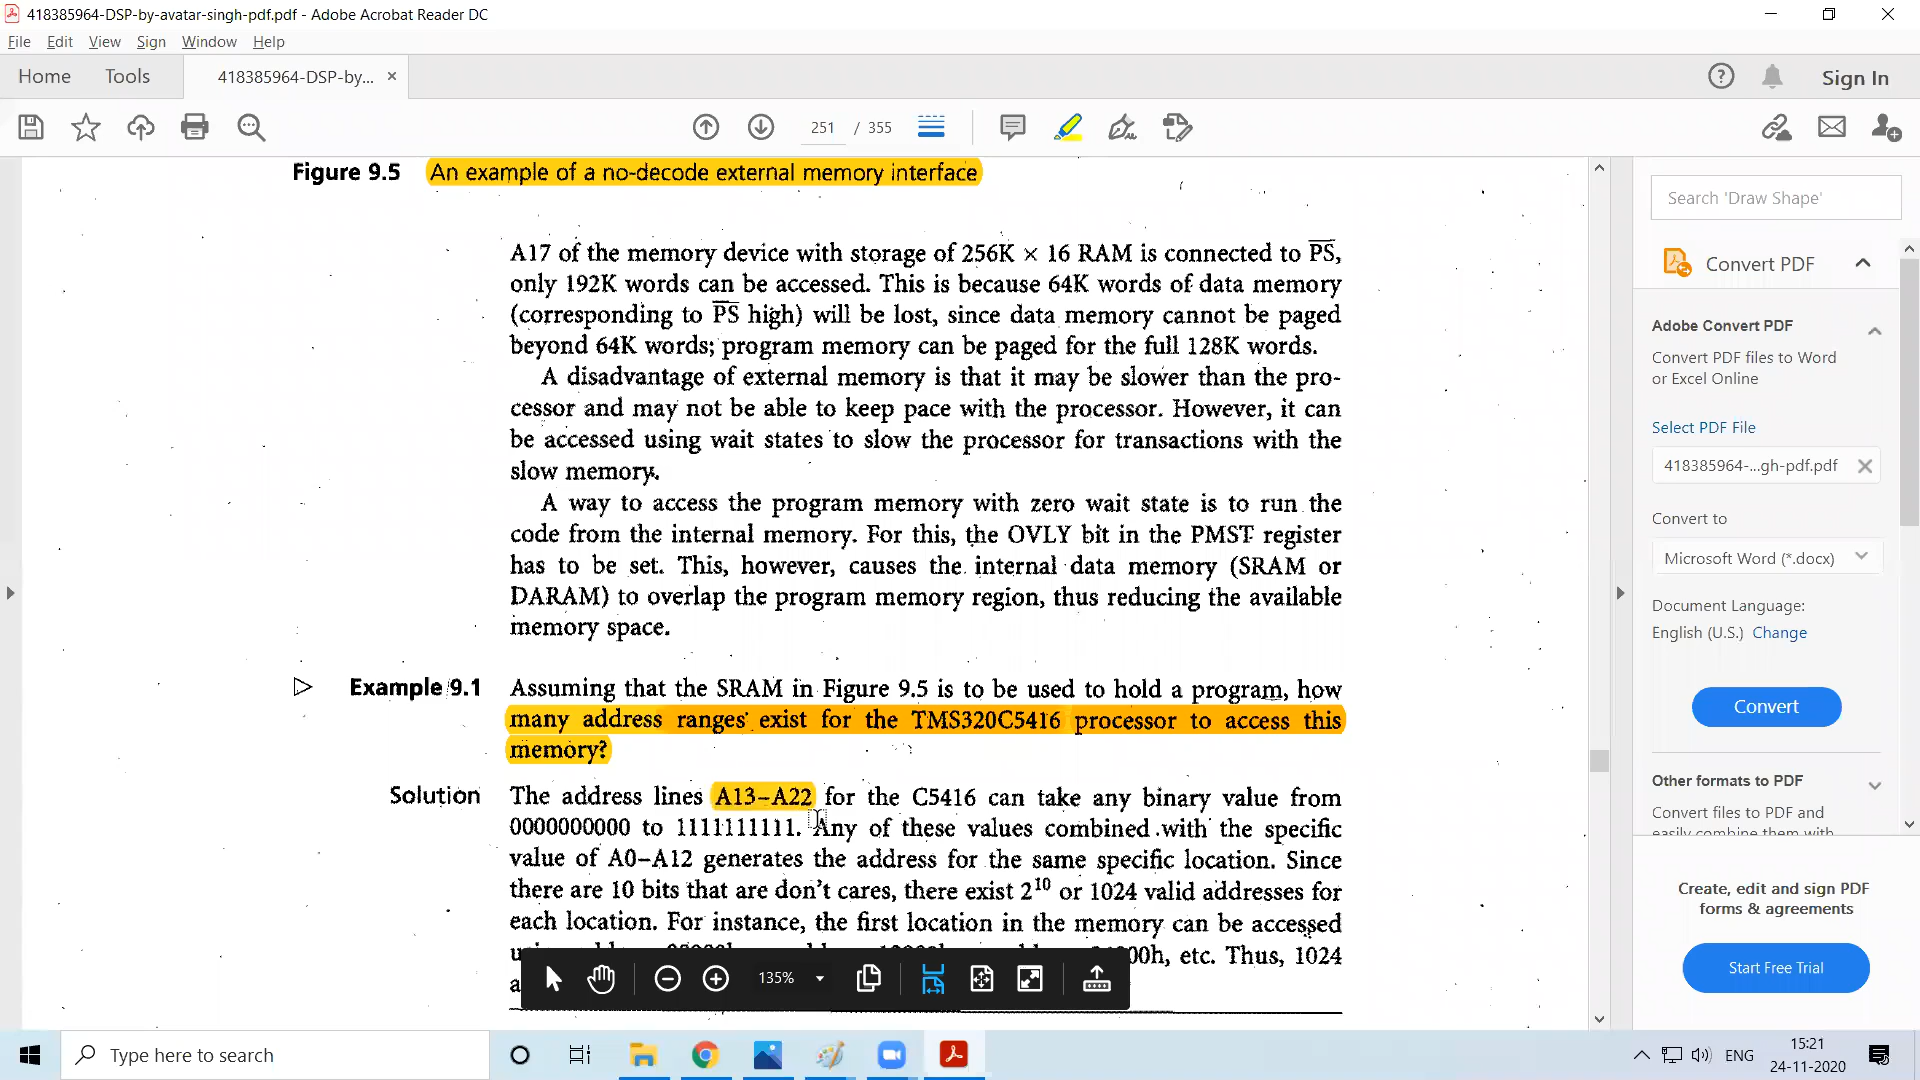 418385964-DSP-by-avatar-singh-pdf.pdf - Adobe Acrobat Reader DC
File Edit View Sign Window Help
Home Tools 418385964-DSP-by... × Sign In
251 / 355
Figure 9.5 An example of a no-decode external memory interface
A17 of the memory device with storage of 256K × 16 RAM is connected to P̅S̅,
only 192K words can be accessed. This is because 64K words of data memory
(corresponding to P̅S̅ high) will be lost, since data memory cannot be paged
beyond 64K words; program memory can be paged for the full 128K words.
A disadvantage of external memory is that it may be slower than the pro-
cessor and may not be able to keep pace with the processor. However, it can
be accessed using wait states to slow the processor for transactions with the
slow memory.
A way to access the program memory with zero wait state is to run the
code from the internal memory. For this, the OVLY bit in the PMST register
has to be set. This, however, causes the internal data memory (SRAM or
DARAM) to overlap the program memory region, thus reducing the available
memory space.
Example 9.1 Assuming that the SRAM in Figure 9.5 is to be used to hold a program, how
many address ranges exist for the TMS320C5416 processor to access this
memory?
Solution The address lines A13–A22 for the C5416 can take any binary value from
0000000000 to 1111111111. Any of these values combined with the specific
value of A0–A12 generates the address for the same specific location. Since
there are 10 bits that are don't cares, there exist 2¹⁰ or 1024 valid addresses for
each location. For instance, the first location in the memory can be accessed
00h, etc. Thus, 1024
135%
Search 'Draw Shape'
Convert PDF
Adobe Convert PDF
Convert PDF files to Word
or Excel Online
Select PDF File
418385964-...gh-pdf.pdf
Convert to
Microsoft Word (*.docx)
Document Language:
English (U.S.) Change
Convert
Other formats to PDF
Convert files to PDF and
easily combine them with
Create, edit and sign PDF
forms & agreements
Start Free Trial
Type here to search
ENG
15:21
24-11-2020